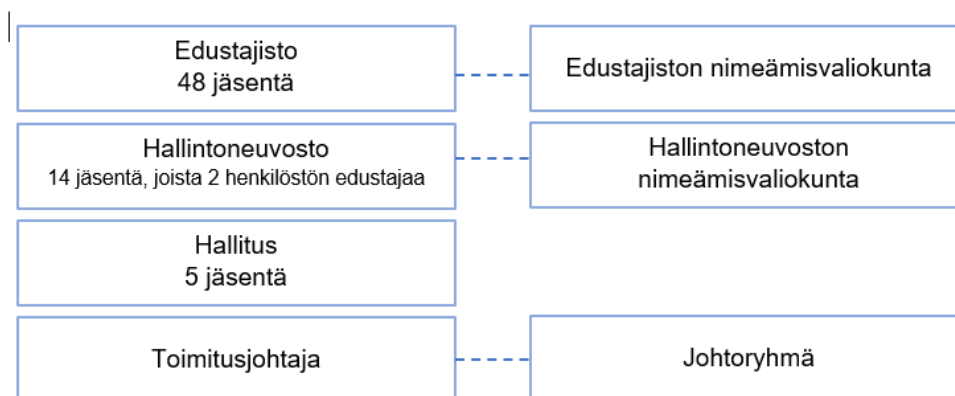 Edustajisto
48 jäsentä
Edustajiston nimeämisvaliokunta
Hallintoneuvosto
14 jäsentä, joista 2 henkilöstön edustajaa
Hallintoneuvoston
nimeämisvaliokunta
Hallitus
5 jäsentä
Toimitusjohtaja
Johtoryhmä